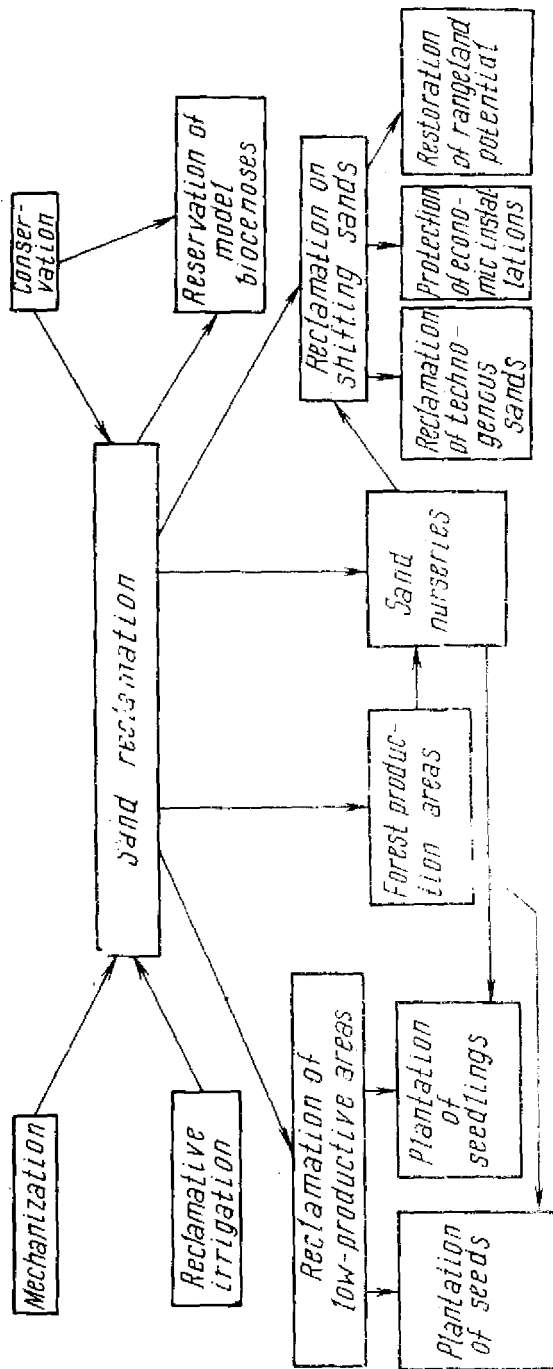 Mechanization
Reclamative
irrigation
Sand reclamation
Conser-
vation
Reservation of
model
biocenoses
Reclamation of
low-productive areas
Forest produc-
tion areas
Sand
nurseries
Reclamation on
shifting sands
Plantation
of seeds
Plantation
of
seedlings
Reclamation
of techno-
genous
sands
Protection
of econo-
mic instal-
lations
Restoration
of rangeland
potential